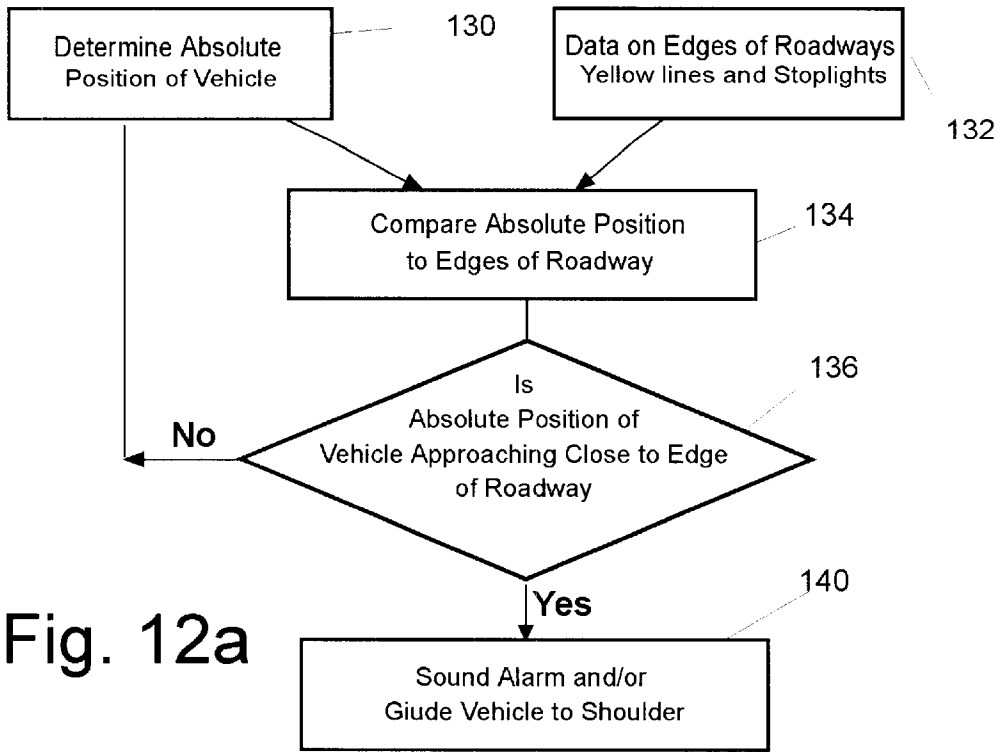 130
Determine Absolute
Position of Vehicle
Data on Edges of Roadways
Yellow lines and Stoplights
132
134
Compare Absolute Position
to Edges of Roadway
136
Is
Absolute Position of
Vehicle Approaching Close to Edge
of Roadway
No
Yes
140
Fig. 12a
Sound Alarm and/or
Giude Vehicle to Shoulder